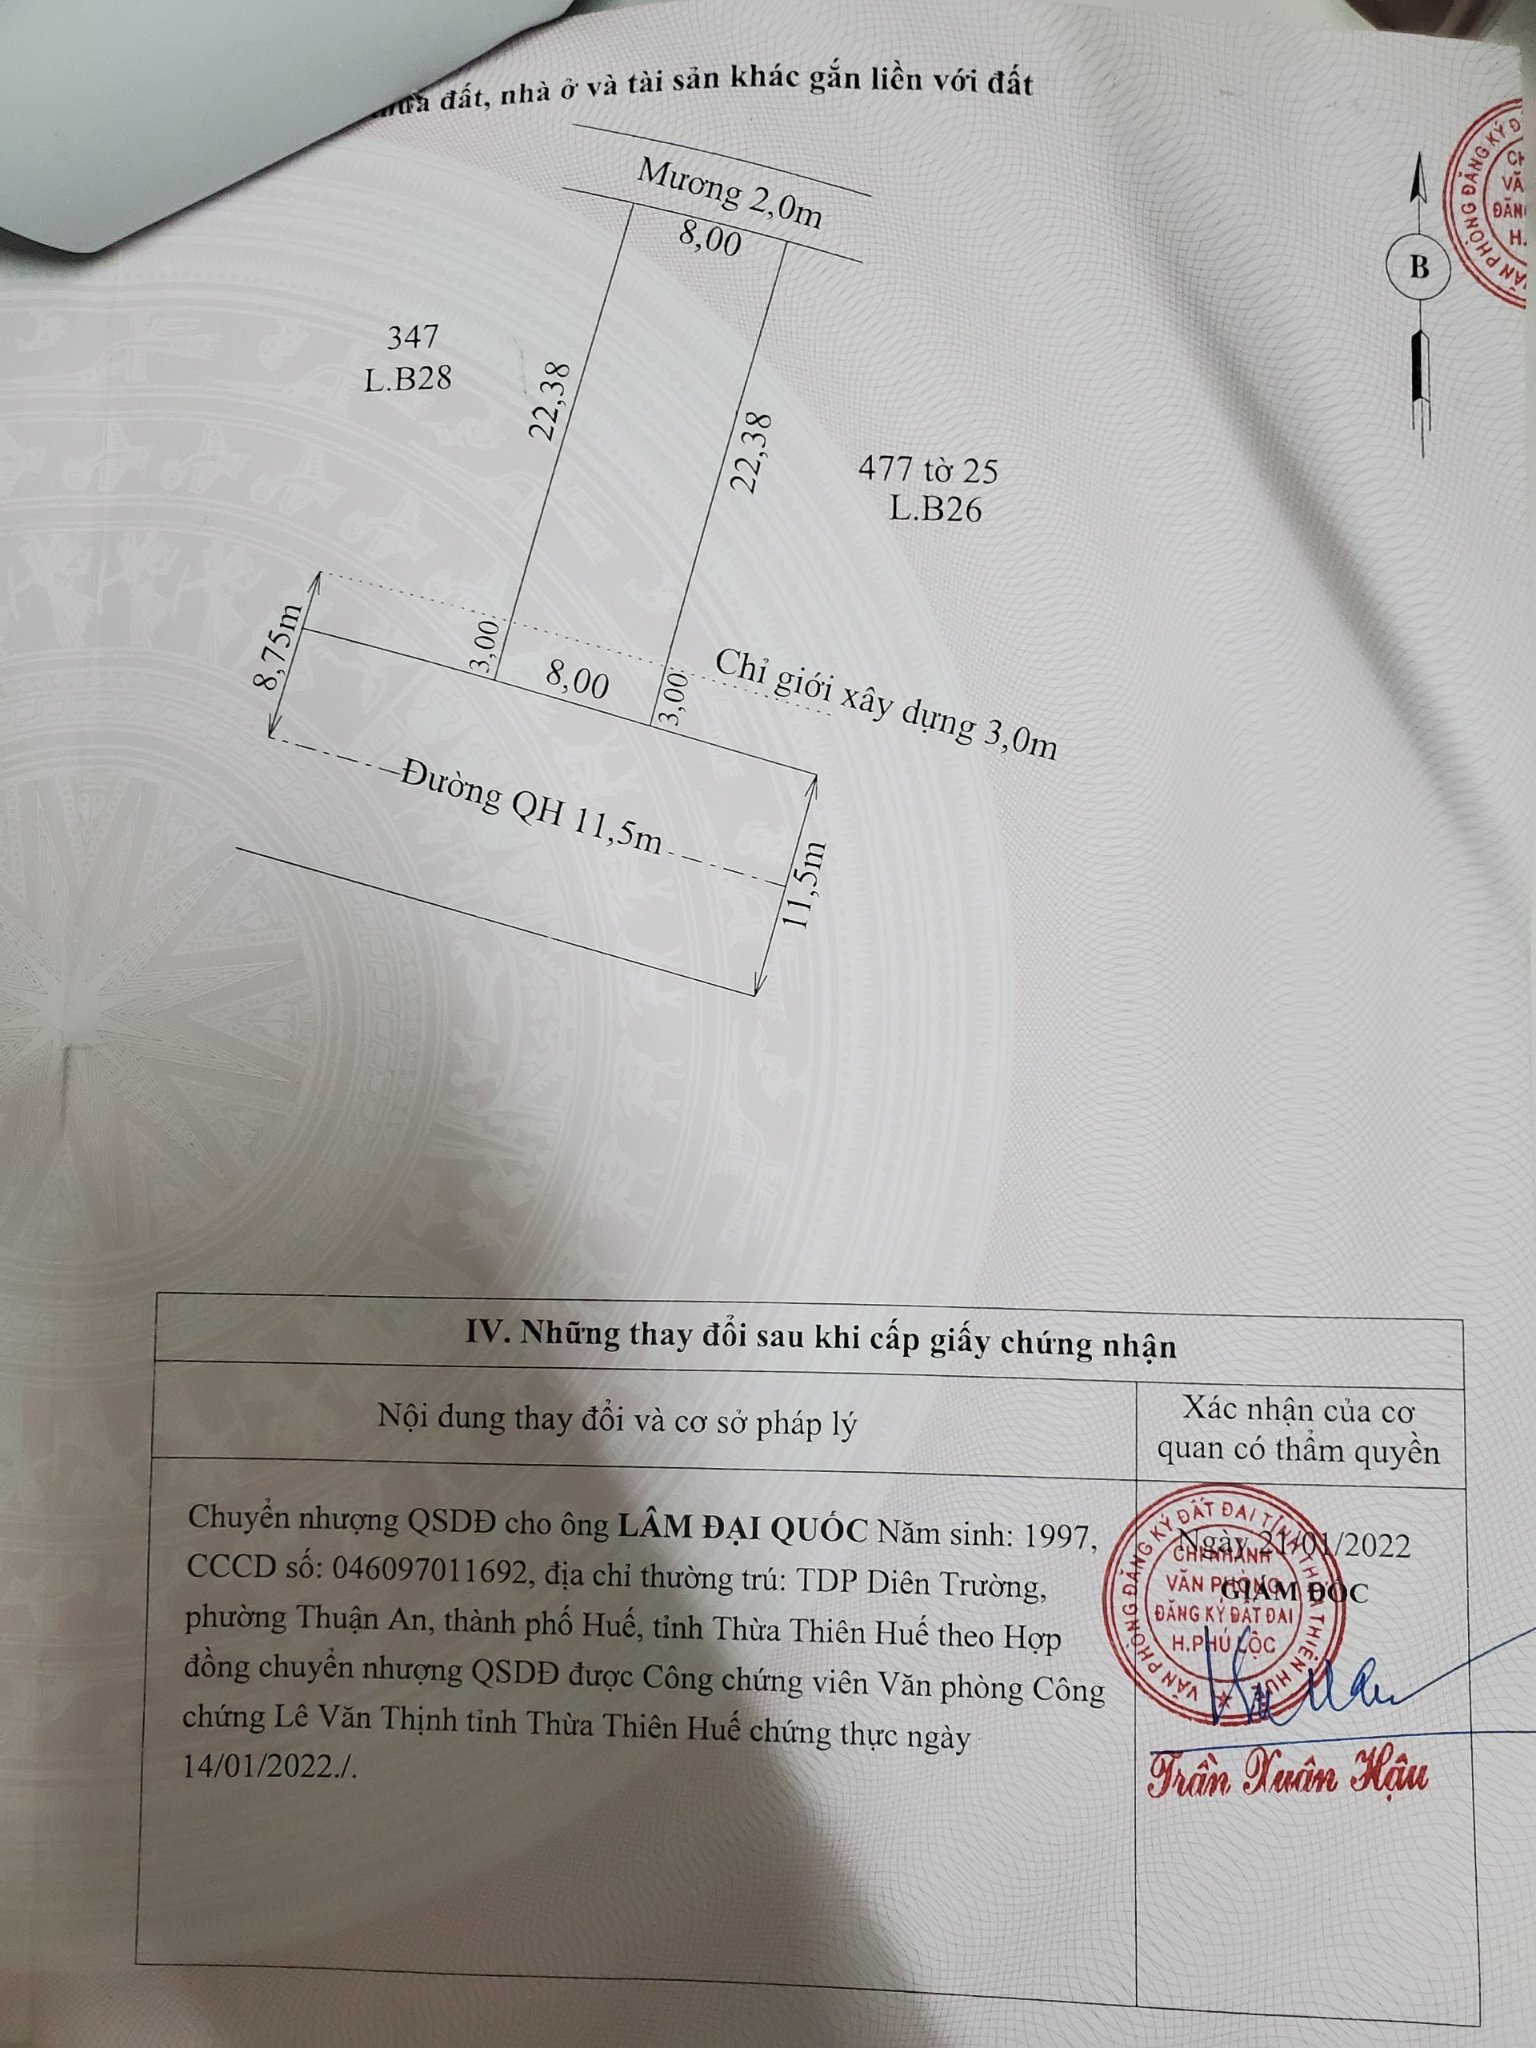 đất, nhà ở và tài sản khác gắn liền với đất
Mương 2,0m
8,00
347
L.B28
22,38
22,38
477 tờ 25
L.B26
B
8,75m
3,00
8,00
3,00
Chỉ giới xây dựng 3,0m
Đường QH 11,5m
11,5m
IV. Những thay đổi sau khi cấp giấy chứng nhận
Nội dung thay đổi và cơ sở pháp lý
Xác nhận của cơ
quan có thẩm quyền
Chuyển nhượng QSDĐ cho ông LÂM ĐẠI QUỐC Năm sinh: 1997,
CCCD số: 046097011692, địa chỉ thường trú: TDP Diên Trường,
phường Thuận An, thành phố Huế, tỉnh Thừa Thiên Huế theo Hợp
đồng chuyển nhượng QSDĐ được Công chứng viên Văn phòng Công
chứng Lê Văn Thịnh tỉnh Thừa Thiên Huế chứng thực ngày
14/01/2022./.
Ngày 21/01/2022
GIÁM ĐỐC
VĂN PHÒNG ĐĂNG KÝ ĐẤT ĐAI TỈNH THỪA THIÊN HUẾ
CHI NHÁNH
VĂN PHÒNG
ĐĂNG KÝ ĐẤT ĐAI
H.PHÚ LỘC
Trần Xuân Hậu